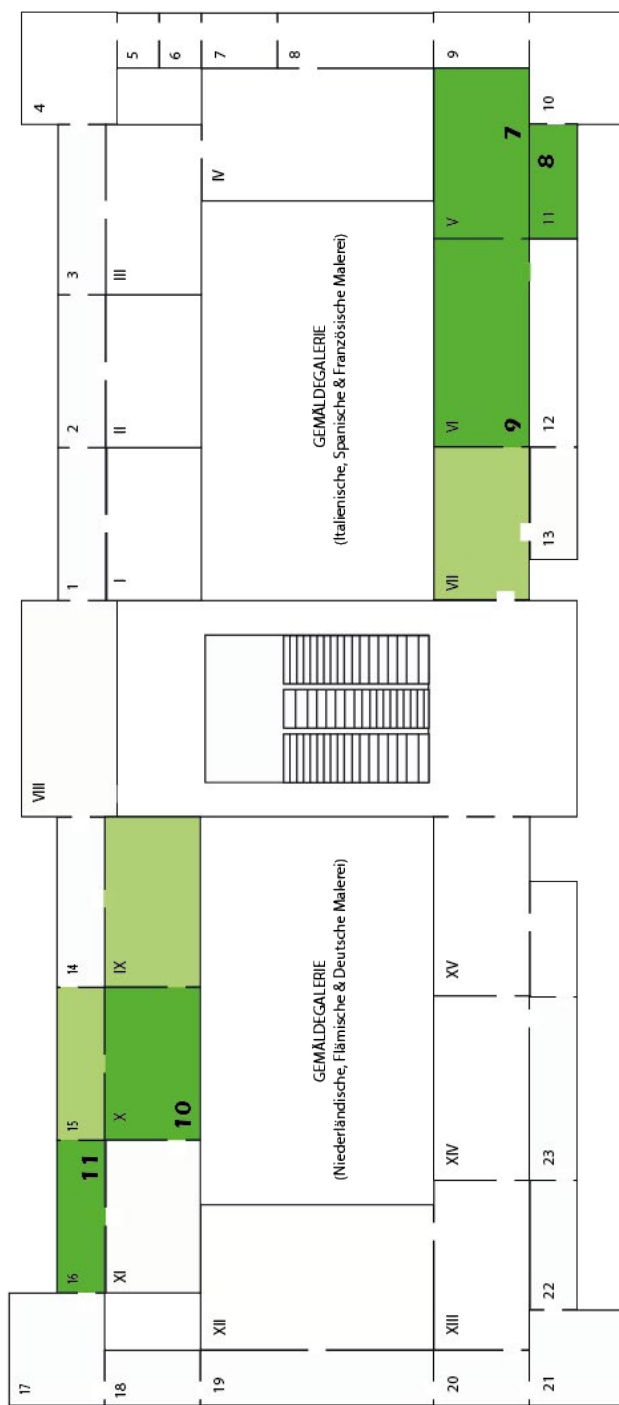 17 VIII 4
16 15 14 1 2 3
11
18 XI X IX I II III 5
6
10
19 XII IV 7
8
GEMÄLDEGALERIE
(Niederländische, Flämische & Deutsche Malerei)
GEMÄLDEGALERIE
(Italienische, Spanische & Französische Malerei)
20 XIII XIV XV VII VI V 9
9 7
21 22 23 13 12 11 8 10